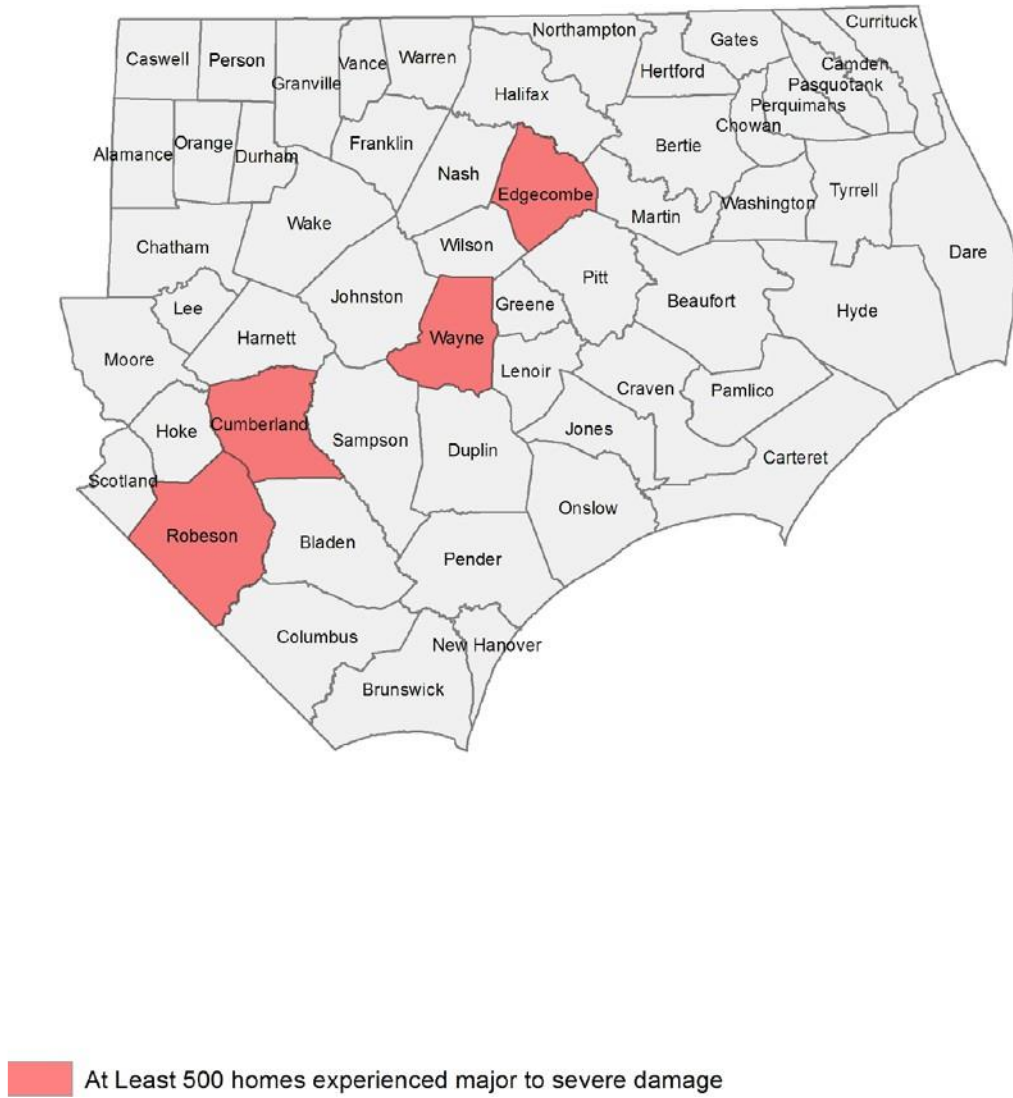 Currituck
Northampton
Gates
Caswell
Person
Vance
Warren
Camden
Hertford
Granville
Pasquotank
Halifax
Perquimans
Chowan
Orange
Franklin
Bertie
Alamance
Durham
Nash
Edgecombe
Tyrrell
Washington
Martin
Wake
Wilson
Chatham
Dare
Pitt
Johnston
Beaufort
Greene
Lee
Hyde
Harnett
Wayne
Moore
Lenoir
Craven
Pamlico
Cumberland
Hoke
Jones
Sampson
Duplin
Carteret
Scotland
Onslow
Robeson
Bladen
Pender
Columbus
New Hanover
Brunswick
At Least 500 homes experienced major to severe damage